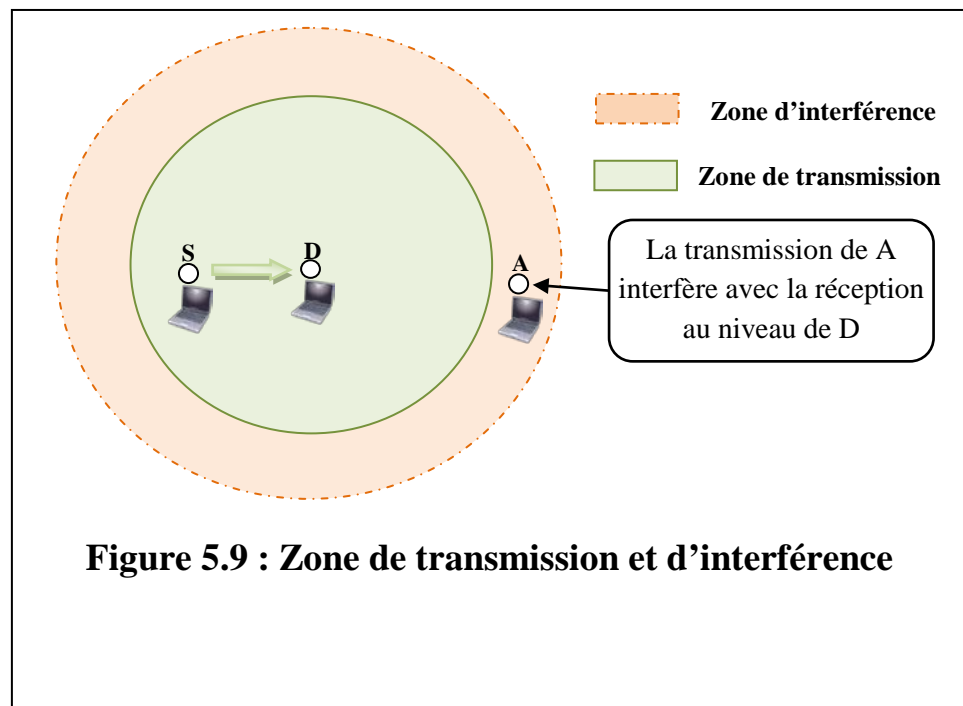 Zone d’interférence
Zone de transmission
S
D
A
La transmission de A
interfère avec la réception
au niveau de D
Figure 5.9 : Zone de transmission et d’interférence